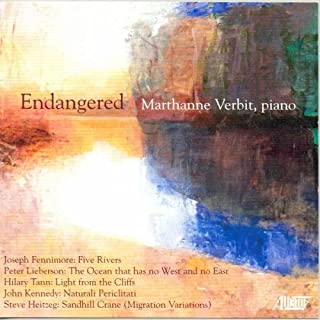 Endangered Marthanne Verbit, piano
Joseph Fennimore: Five Rivers
Peter Lieberson: The Ocean that has no West and no East
Hilary Tann: Light from the Cliffs
John Kennedy: Naturali Periclitati
Steve Heitzeg: Sandhill Crane (Migration Variations)